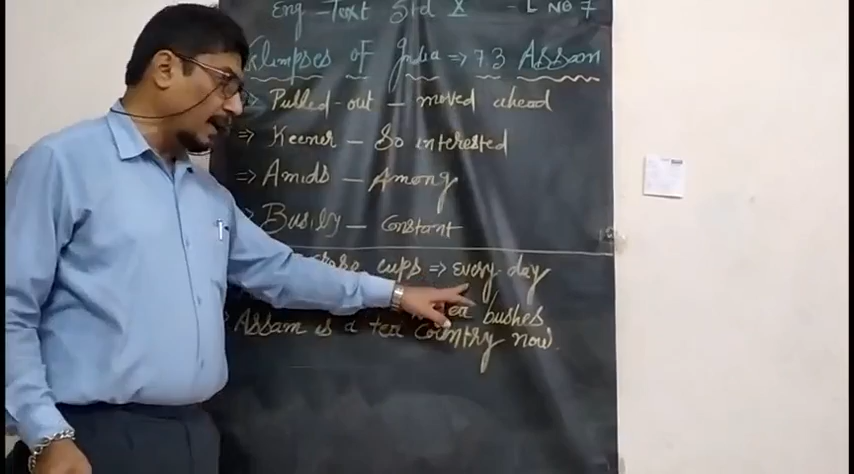 Eng - Text Std X - L NO 7
Glimpses of India => 7.3 Assam
=> Pulled-out — moved ahead
=> Keener — So interested
=> Amids — Among
Busily — Constant
cups => every-day
tea bushes
Assam is a tea country now.